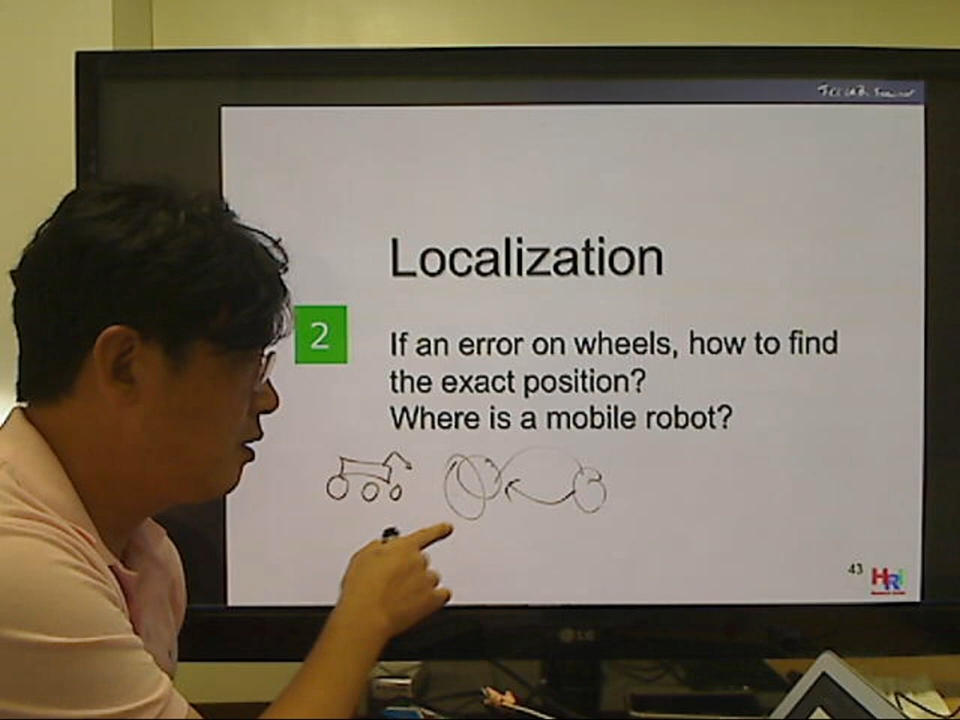 Localization
2
If an error on wheels, how to find
the exact position?
Where is a mobile robot?
43
HRI
LG